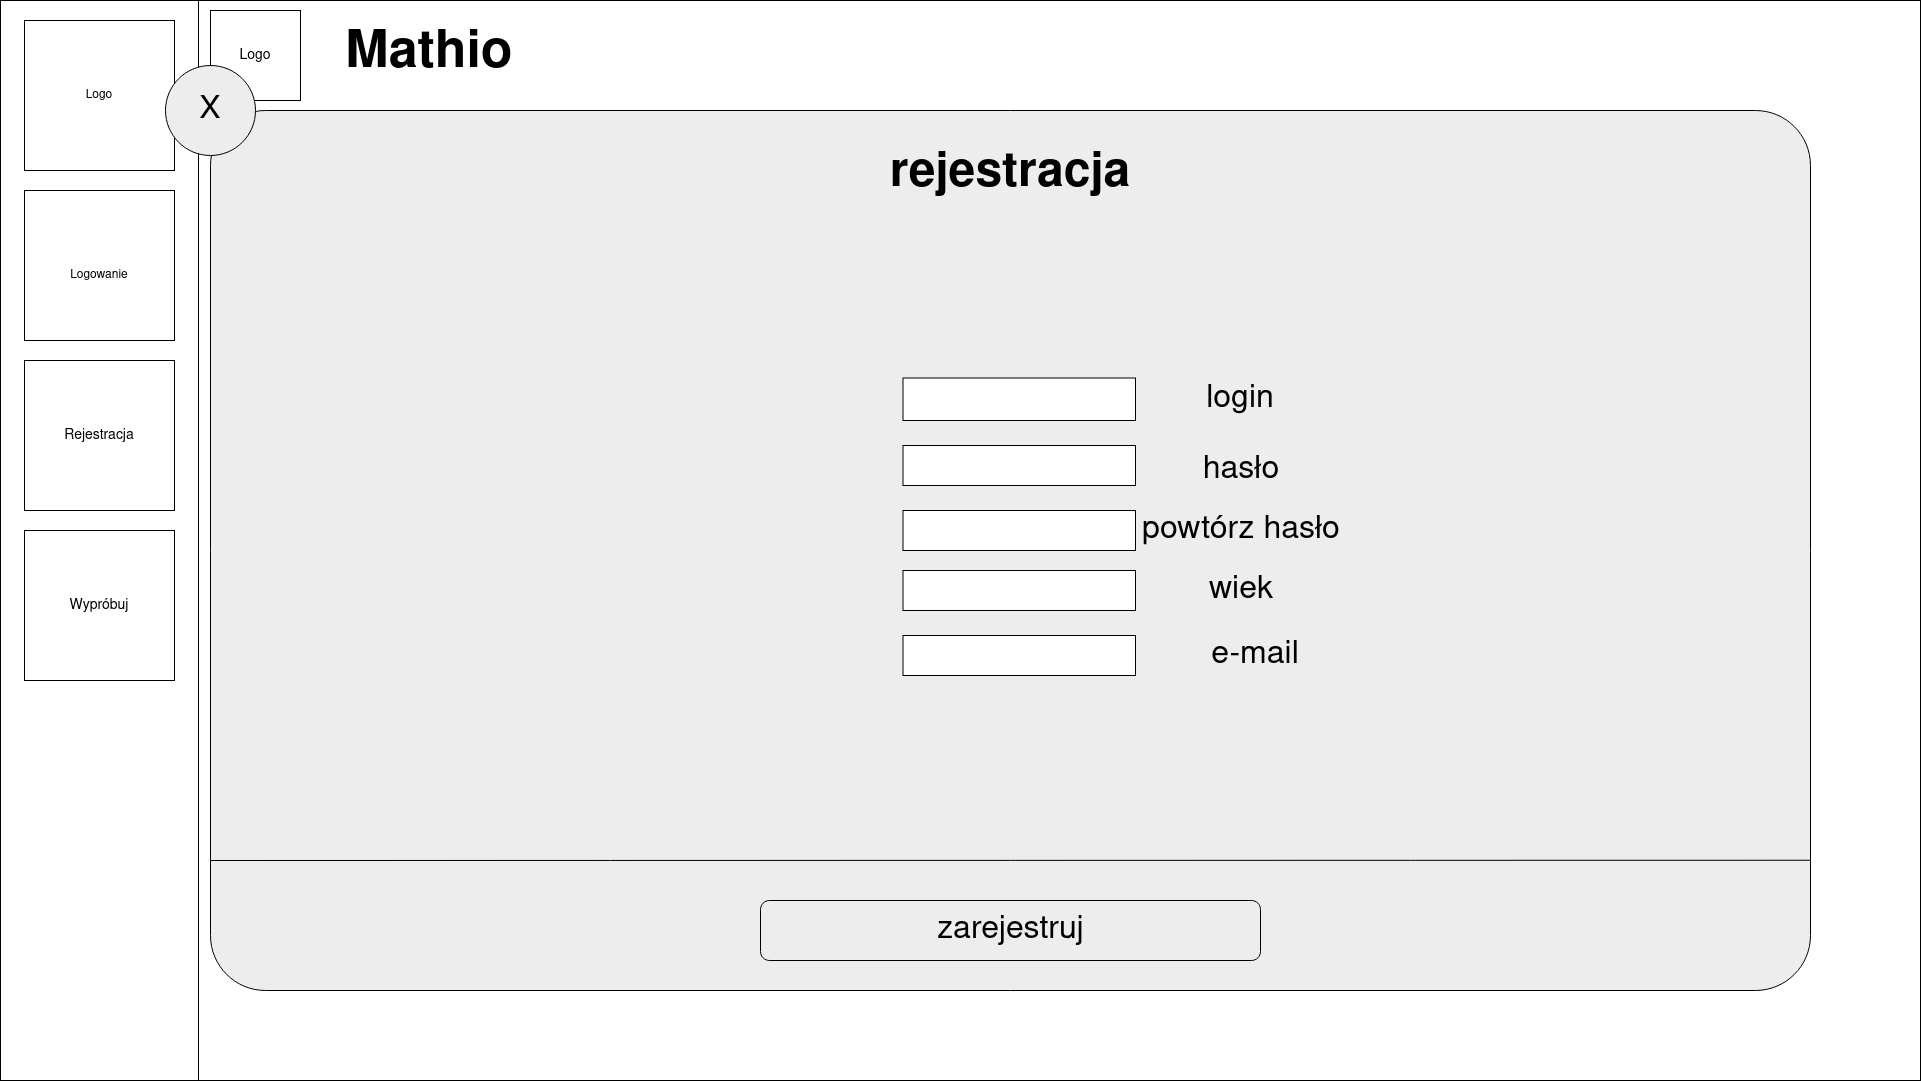 Logo
Logowanie
Rejestracja
Wypróbuj
Logo
Mathio
X
rejestracja
login
hasło
powtórz hasło
wiek
e-mail
zarejestruj